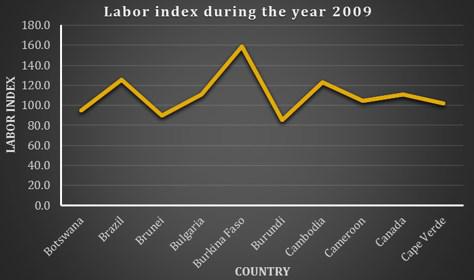 Labor index during the year 2009
180.0
160.0
140.0
120.0
100.0
80.0
60.0
40.0
20.0
0.0
LABOR INDEX
Botswana
Brazil
Brunei
Bulgaria
Burkina Faso
Burundi
Cambodia
Cameroon
Canada
Cape Verde
COUNTRY